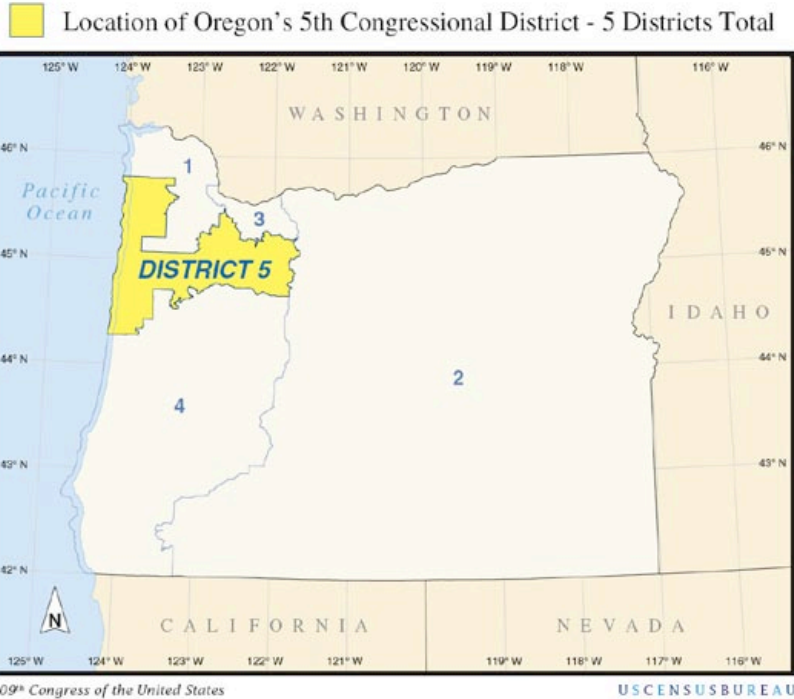 Location of Oregon's 5th Congressional District - 5 Districts Total
125° W 124° W 123° W 122° W 121° W 120° W 119° W 118° W 116° W
WASHINGTON
46° N 46° N
1
Pacific
Ocean
3
45° N 45° N
DISTRICT 5
IDAHO
44° N 44° N
2
4
43° N 43° N
42° N
N
CALIFORNIA NEVADA
125° W 124° W 123° W 122° W 121° W 119° W 118° W 117° W 116° W
09th Congress of the United States USCENSUSBUREAU